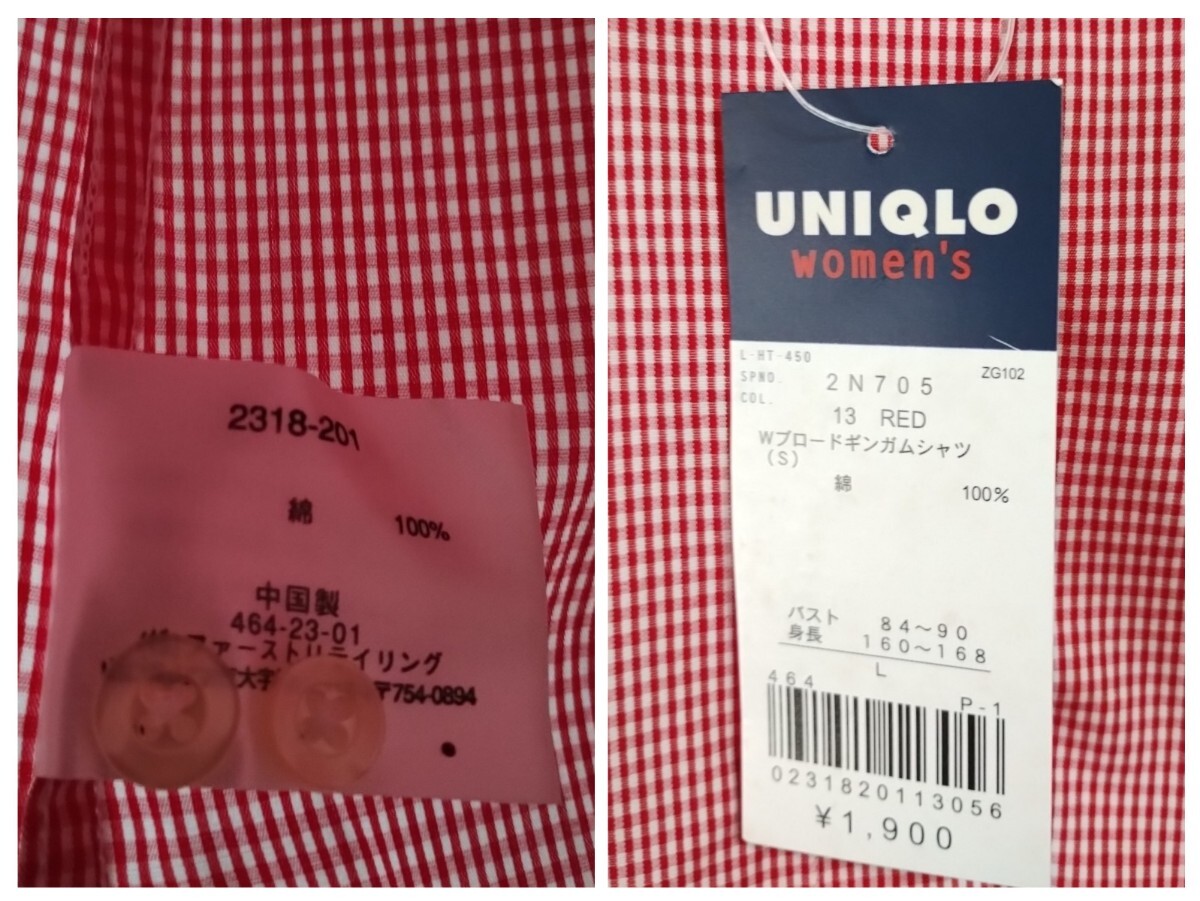 2318-201
綿 100%
中国製
464-23-01
ファーストリテイリング
大字 〒754-0894
UNIQLO
women's
L-HT-450
SPNO. 2N705 ZG102
COL. 13 RED
Wブロードギンガムシャツ
(S)
綿 100%
バスト 84~90
身長 160~168
L
464 P-1
0231820113056
¥1,900